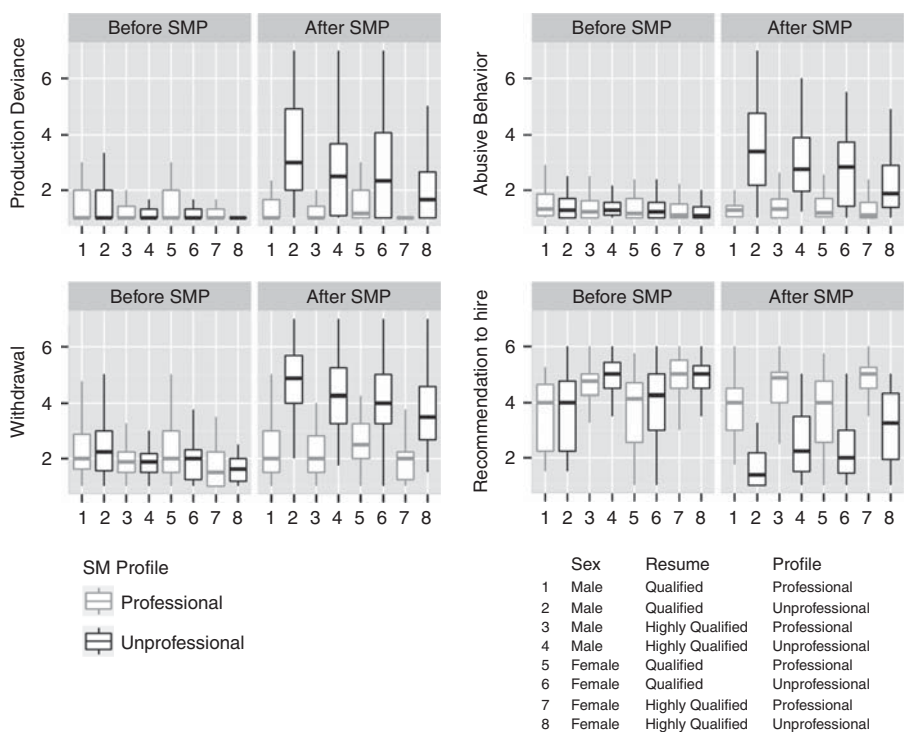 Before SMP After SMP
Production Deviance
6
4
2
1 2 3 4 5 6 7 8 1 2 3 4 5 6 7 8
Before SMP After SMP
Abusive Behavior
6
4
2
1 2 3 4 5 6 7 8 1 2 3 4 5 6 7 8
Before SMP After SMP
Withdrawal
6
4
2
1 2 3 4 5 6 7 8 1 2 3 4 5 6 7 8
Before SMP After SMP
Recommendation to hire
6
4
2
1 2 3 4 5 6 7 8 1 2 3 4 5 6 7 8
SM Profile
Professional
Unprofessional
Sex Resume Profile
1 Male Qualified Professional
2 Male Qualified Unprofessional
3 Male Highly Qualified Professional
4 Male Highly Qualified Unprofessional
5 Female Qualified Professional
6 Female Qualified Unprofessional
7 Female Highly Qualified Professional
8 Female Highly Qualified Unprofessional